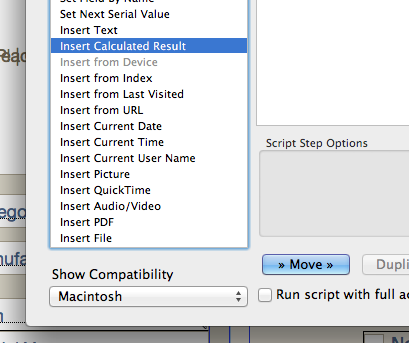 Set Field By Name
Set Next Serial Value
Insert Text
Insert Calculated Result
Insert from Device
Insert from Index
Insert from Last Visited
Insert from URL
Insert Current Date
Insert Current Time
Insert Current User Name
Insert Picture
Insert QuickTime
Insert Audio/Video
Insert PDF
Insert File
Script Step Options
» Move »
Dupli
Show Compatibility
Macintosh
Run script with full a
ego
nufa